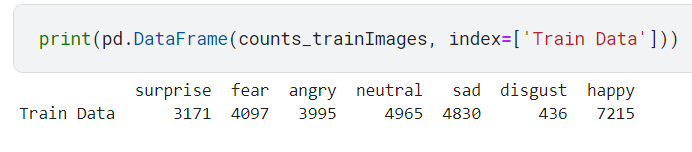 print(pd.DataFrame(counts_trainImages, index=['Train Data']))
surprise fear angry neutral sad disgust happy
Train Data 3171 4097 3995 4965 4830 436 7215